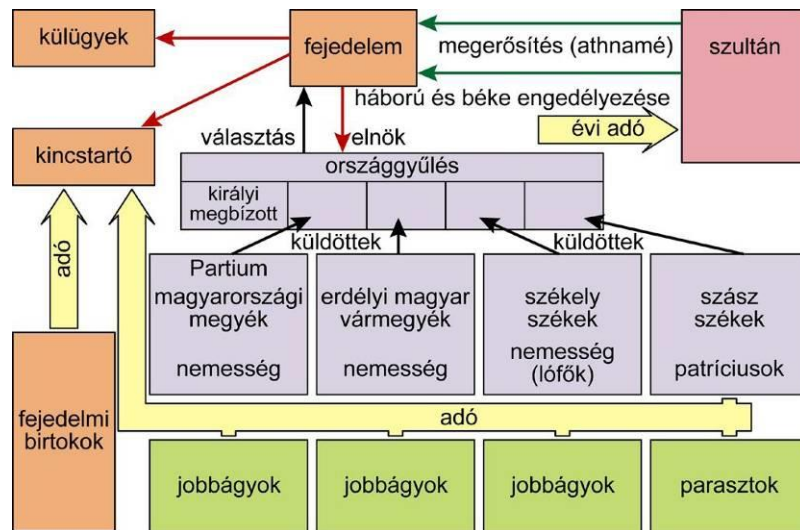 külügyek
fejedelem
megerősítés (athnamé)
szultán
háború és béke engedélyezése
kincstartó
választás
elnök
évi adó
országgyűlés
királyi
megbízott
küldöttek
küldöttek
adó
Partium
magyarországi
megyék
nemesség
erdélyi magyar
vármegyék
nemesség
székely
székek
nemesség
(lófők)
szász
székek
patríciusok
adó
fejedelmi
birtokok
jobbágyok
jobbágyok
jobbágyok
parasztok